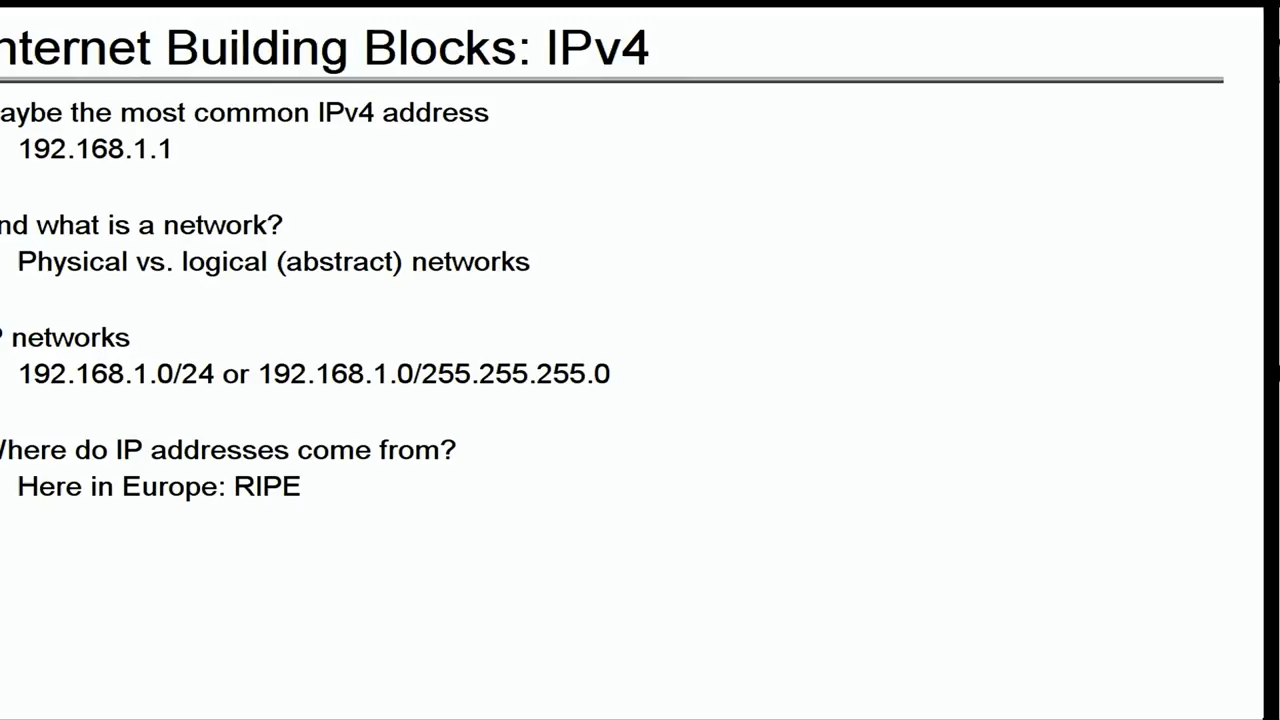 nternet Building Blocks: IPv4
aybe the most common IPv4 address
192.168.1.1
nd what is a network?
Physical vs. logical (abstract) networks
P networks
192.168.1.0/24 or 192.168.1.0/255.255.255.0
Where do IP addresses come from?
Here in Europe: RIPE